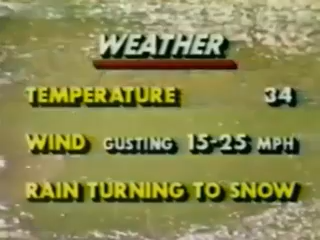 WEATHER
TEMPERATURE 34
WIND GUSTING 15-25 MPH
RAIN TURNING TO SNOW